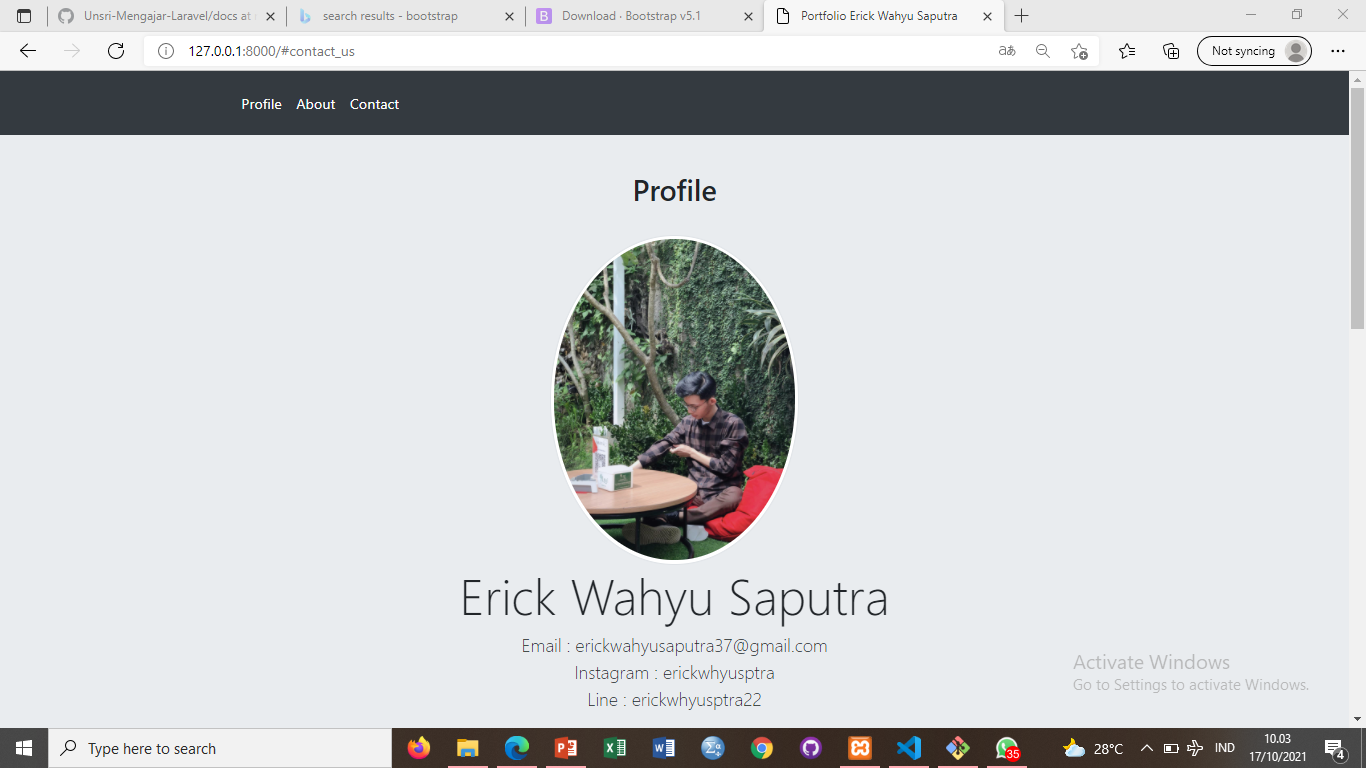 Unsri-Mengajar-Laravel/docs at
search results - bootstrap
Download · Bootstrap v5.1
Portfolio Erick Wahyu Saputra
127.0.0.1:8000/#contact_us
aあ
Not syncing
Profile About Contact
Profile
Erick Wahyu Saputra
Email : erickwahyusaputra37@gmail.com
Instagram : erickwhyusptra
Line : erickwhyusptra22
Activate Windows
Go to Settings to activate Windows.
Type here to search
35
28°C
IND
10.03
17/10/2021
4